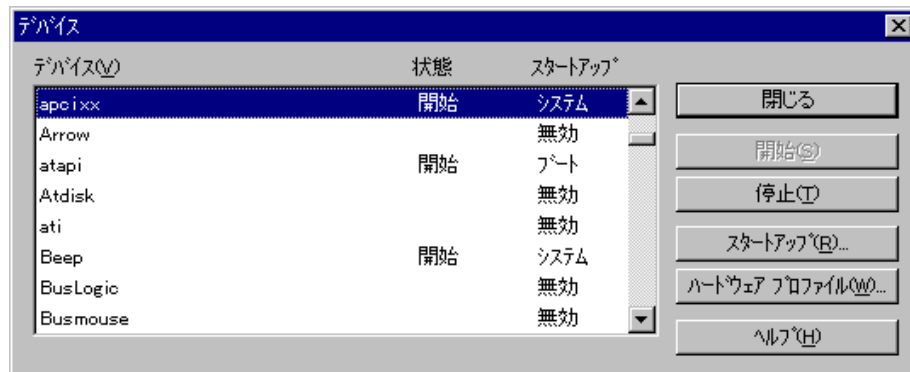 デバイス
デバイス(V) 状態 スタートアップ
apcixx 開始 システム
Arrow 無効
atapi 開始 ブート
Atdisk 無効
ati 無効
Beep 開始 システム
BusLogic 無効
Busmouse 無効
閉じる
開始(S)
停止(T)
スタートアップ(R)...
ハードウェア プロファイル(W)...
ヘルプ(H)